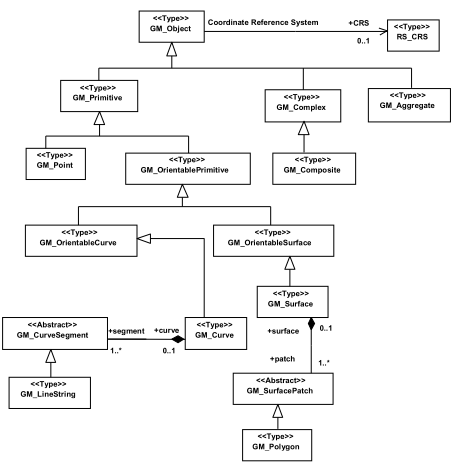 <<Type>>
GM_Object
Coordinate Reference System
+CRS
0..1
<<Type>>
RS_CRS
<<Type>>
GM_Primitive
<<Type>>
GM_Complex
<<Type>>
GM_Aggregate
<<Type>>
GM_Point
<<Type>>
GM_OrientablePrimitive
<<Type>>
GM_Composite
<<Type>>
GM_OrientableCurve
<<Type>>
GM_OrientableSurface
<<Type>>
GM_Surface
<<Abstract>>
GM_CurveSegment
+segment
1..*
+curve
0..1
<<Type>>
GM_Curve
+surface
0..1
+patch
1..*
<<Type>>
GM_LineString
<<Abstract>>
GM_SurfacePatch
<<Type>>
GM_Polygon